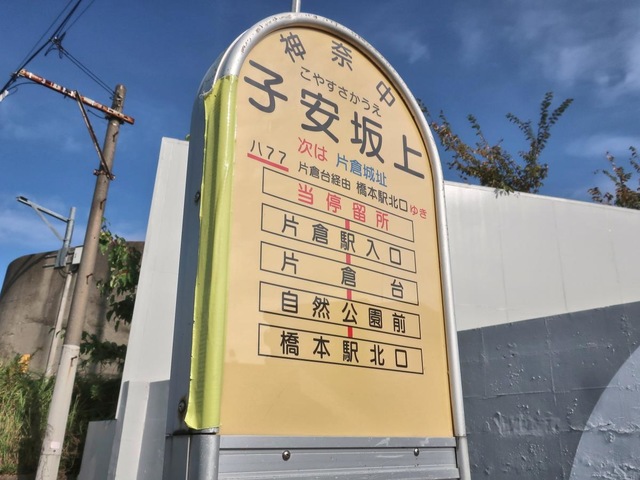 神奈中
こやすさかうえ
子安坂上
次は 片倉城址
八77 片倉台経由 橋本駅北口ゆき
当停留所
片倉駅入口
片倉台
自然公園前
橋本駅北口